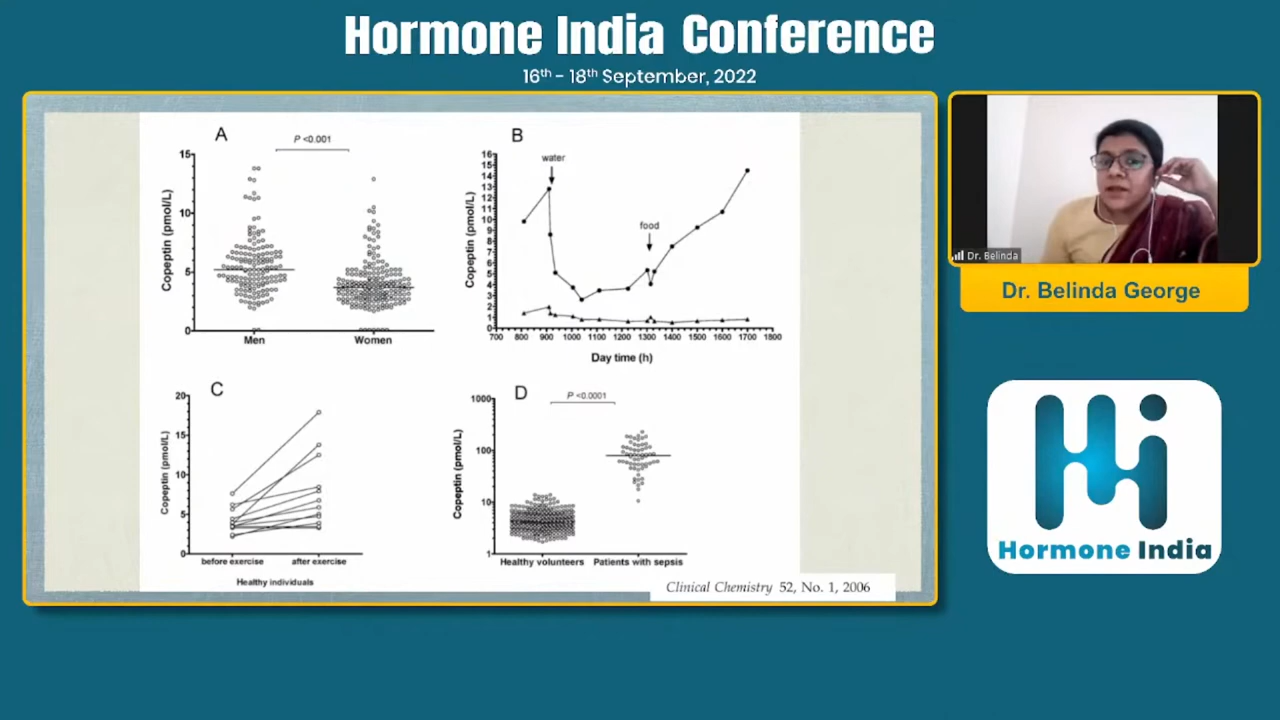 Hormone India Conference
16th - 18th September, 2022
A
P <0.001
15
10
5
0
Copeptin (pmol/L)
Men
Women
B
water
food
16
15
14
13
12
11
10
9
8
7
6
5
4
3
2
1
0
Copeptin (pmol/L)
700 800 900 1000 1100 1200 1300 1400 1500 1600 1700 1800
Day time (h)
C
20
15
10
5
0
Copeptin (pmol/L)
before exercise
after exercise
Healthy individuals
D
P <0.0001
1000
100
10
1
Copeptin (pmol/L)
Healthy volunteers
Patients with sepsis
Clinical Chemistry 52, No. 1, 2006
Dr. Belinda
Dr. Belinda George
Hi
Hormone India